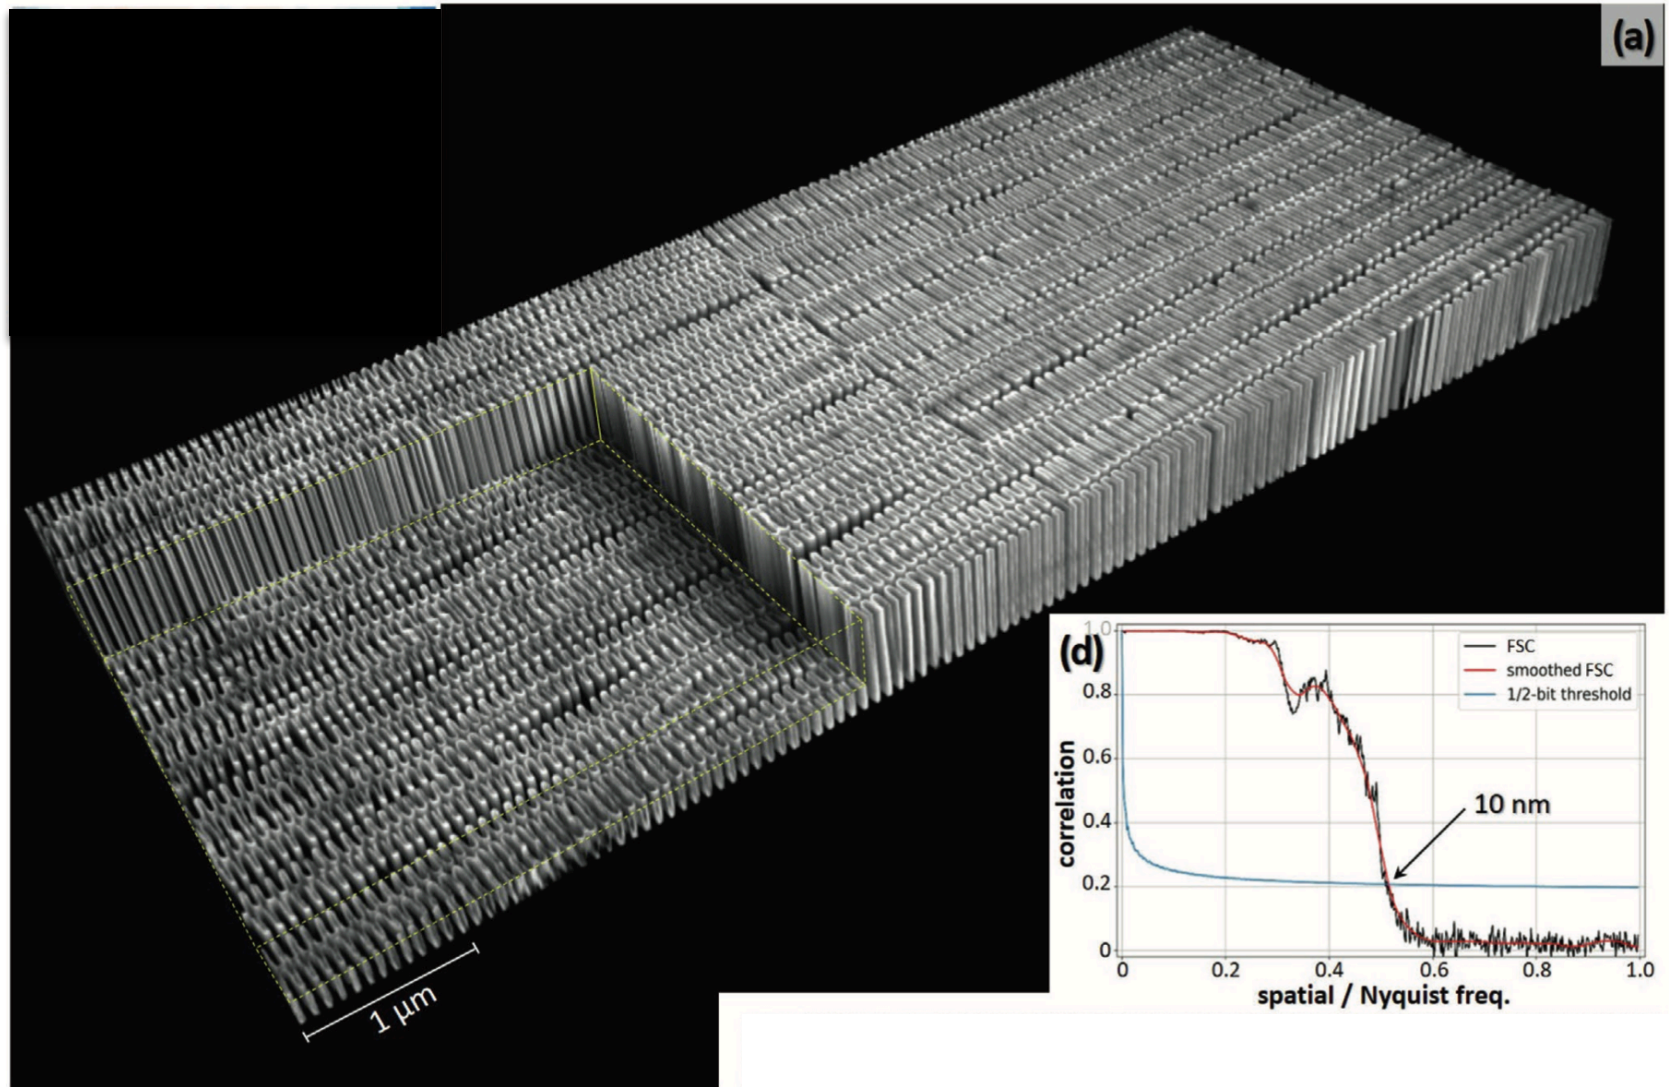 (a)
1 µm
(d)
FSC
smoothed FSC
1/2-bit threshold
10 nm
correlation
1.0
0.8
0.6
0.4
0.2
0
0 0.2 0.4 0.6 0.8 1.0
spatial / Nyquist freq.